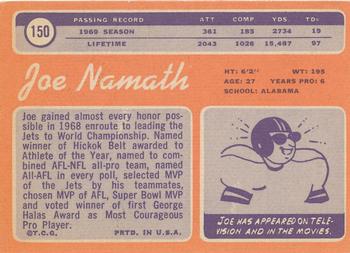 150
PASSING RECORD ATT COMP YDS. TDs
1969 SEASON 361 185 2734 19
LIFETIME 2043 1026 15,487 97
Joe Namath
HT: 6'2" WT: 195
AGE: 27 YEARS PRO: 6
SCHOOL: ALABAMA
Joe gained almost every honor pos-
sible in 1968 enroute to leading the
Jets to World Championship. Named
winner of Hickok Belt awarded to
Athlete of the Year, named to com-
bined AFL-NFL all-pro team, named
All-AFL in every poll, selected MVP
of the Jets by his teammates,
chosen MVP of AFL, Super Bowl MVP
and voted winner of first George
Halas Award as Most Courageous
Pro Player.
© T.C.G. PRTD. IN U.S.A.
JOE HAS APPEARED ON TELE-
VISION AND IN THE MOVIES.